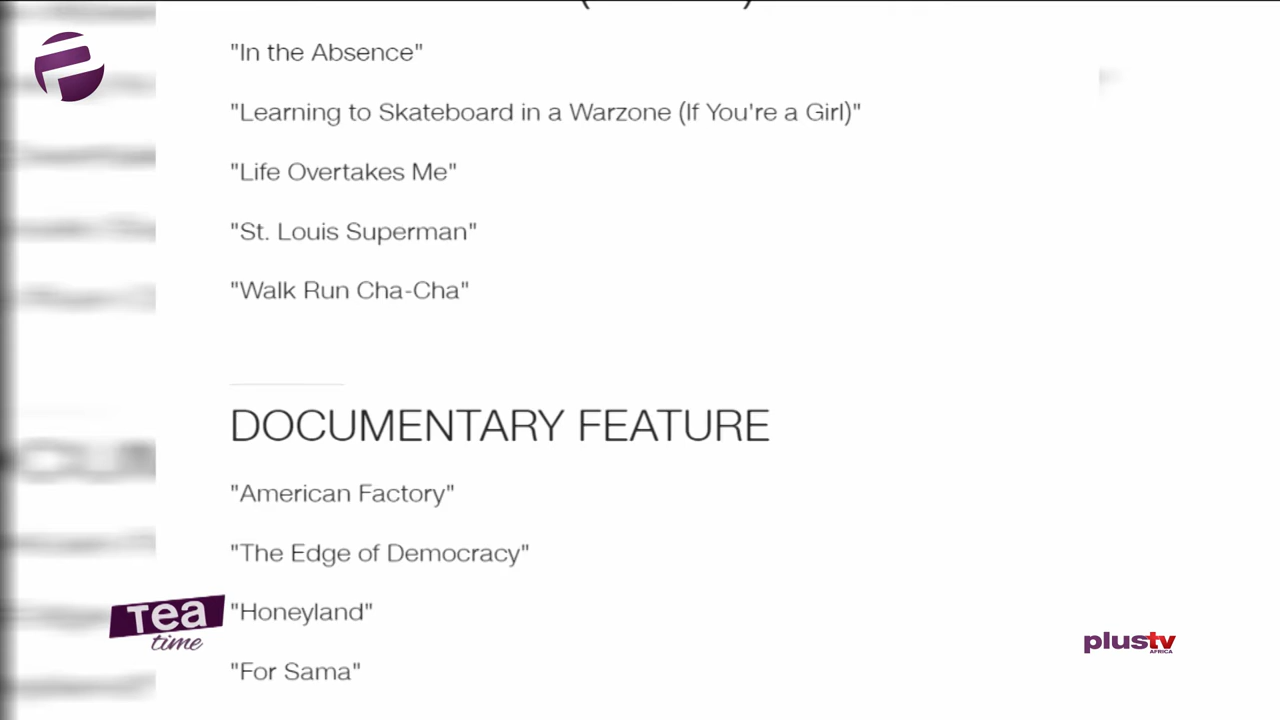 "In the Absence"
"Learning to Skateboard in a Warzone (If You're a Girl)"
"Life Overtakes Me"
"St. Louis Superman"
"Walk Run Cha-Cha"
DOCUMENTARY FEATURE
"American Factory"
"The Edge of Democracy"
"Honeyland"
"For Sama"
Tea
time
plustv
AFRICA